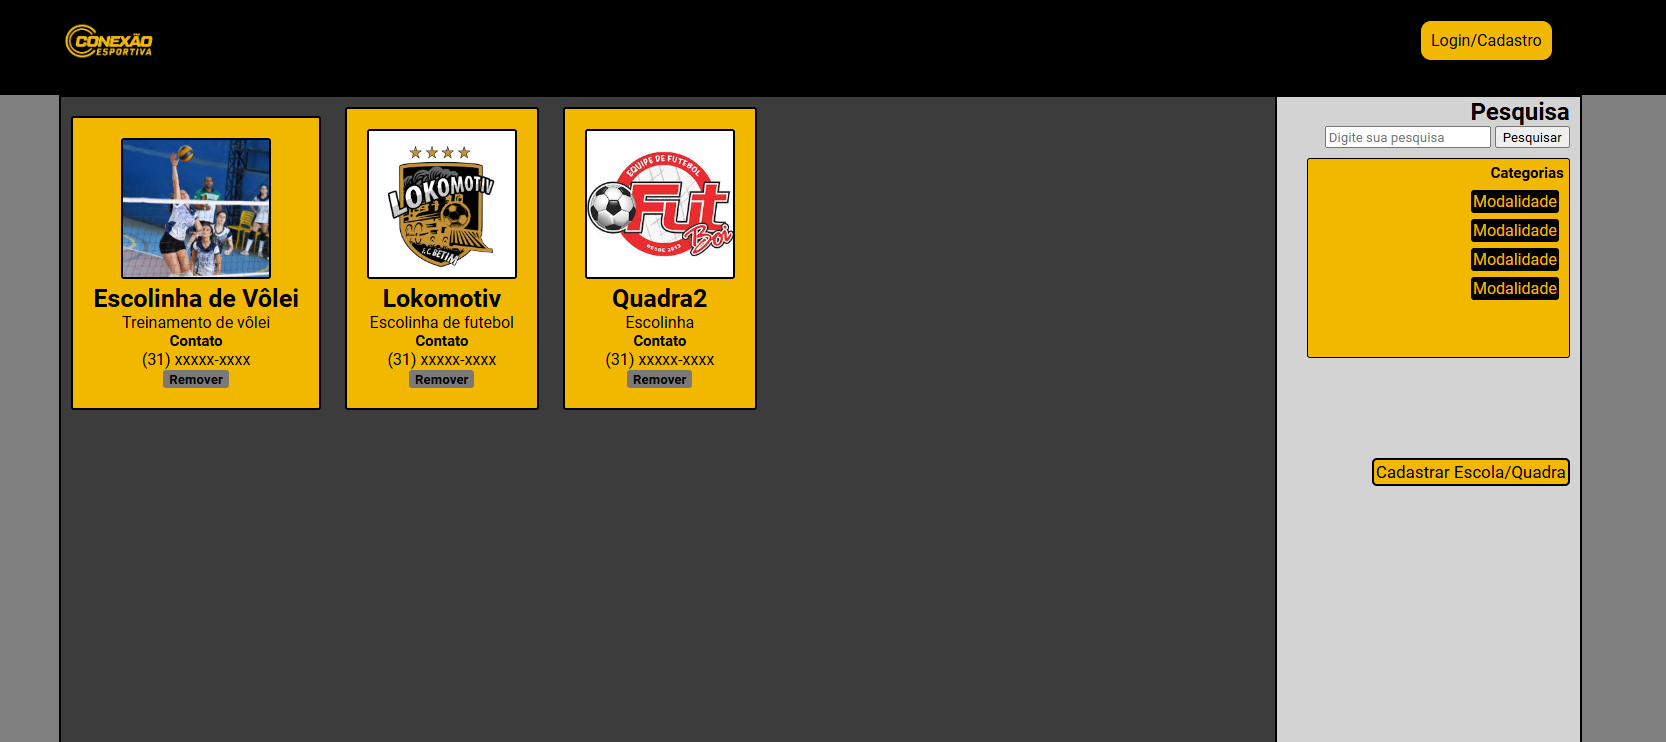 CONEXÃO
ESPORTIVA
Login/Cadastro
Escolinha de Vôlei
Treinamento de vôlei
Contato
(31) xxxxx-xxxx
Remover
LOKOMOTIV
F.C BETIM
Lokomotiv
Escolinha de futebol
Contato
(31) xxxxx-xxxx
Remover
EQUIPE DE FUTEBOL
Fut
Boi
DESDE 2013
Quadra2
Escolinha
Contato
(31) xxxxx-xxxx
Remover
Pesquisa
Digite sua pesquisa
Pesquisar
Categorias
Modalidade
Modalidade
Modalidade
Modalidade
Cadastrar Escola/Quadra